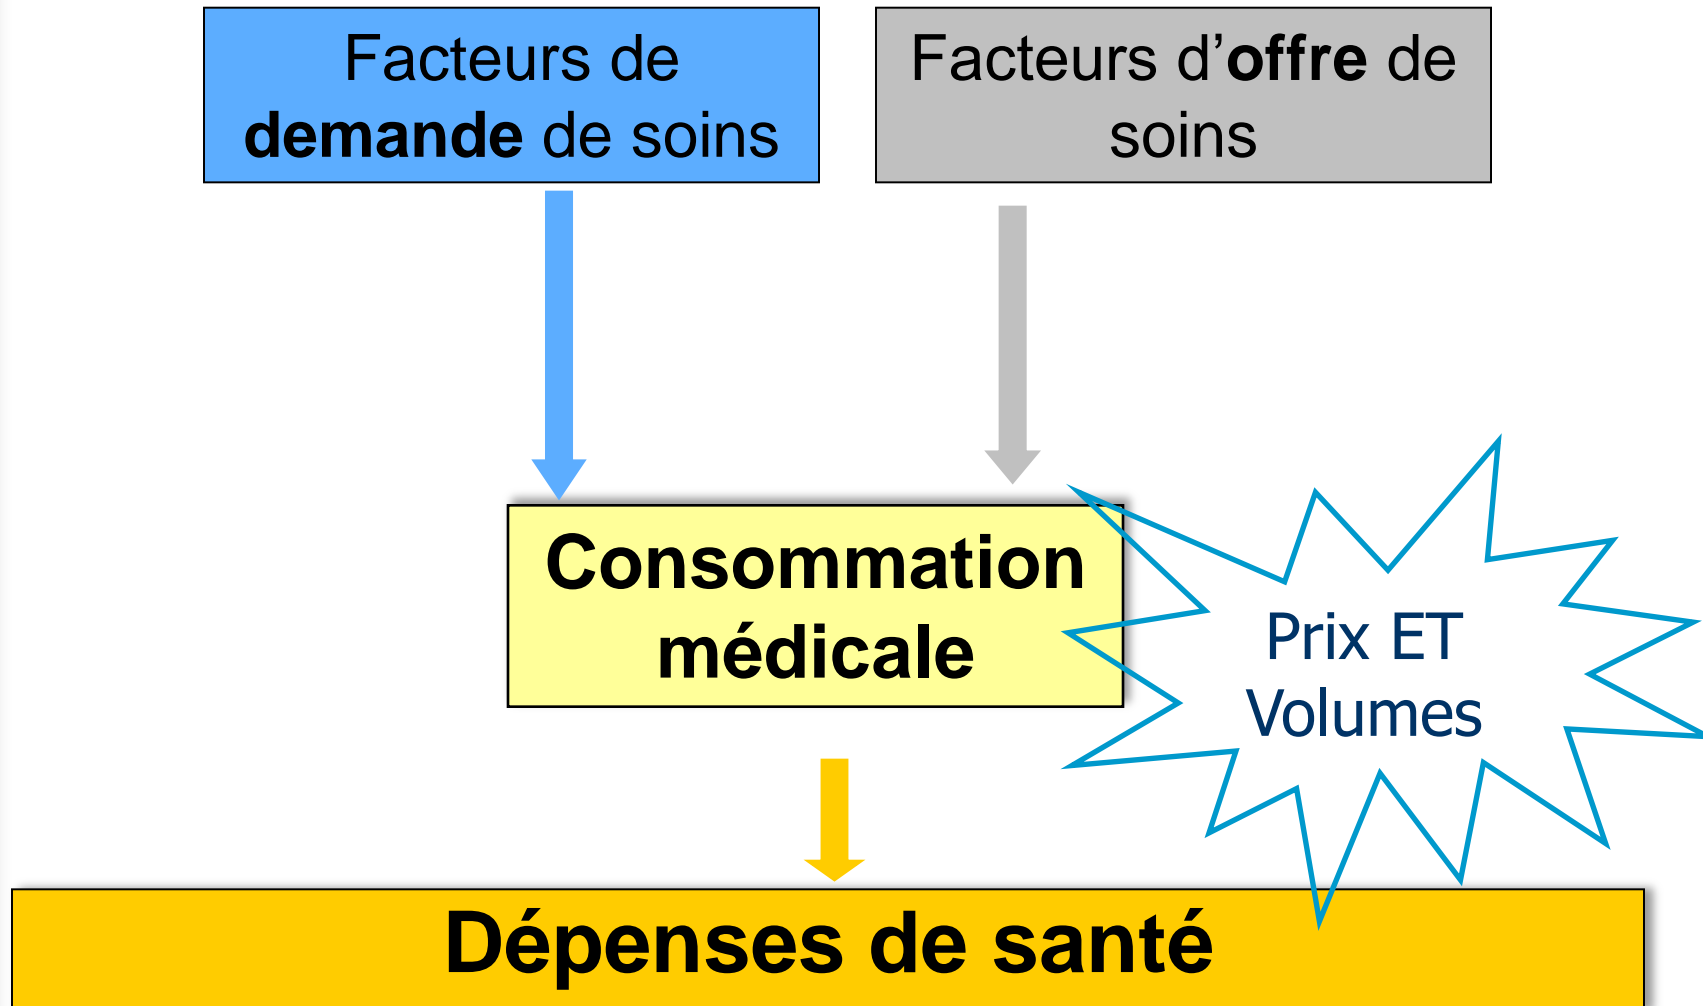 Facteurs de
demande de soins
Facteurs d’offre de
soins
Consommation
médicale
Prix ET
Volumes
Dépenses de santé